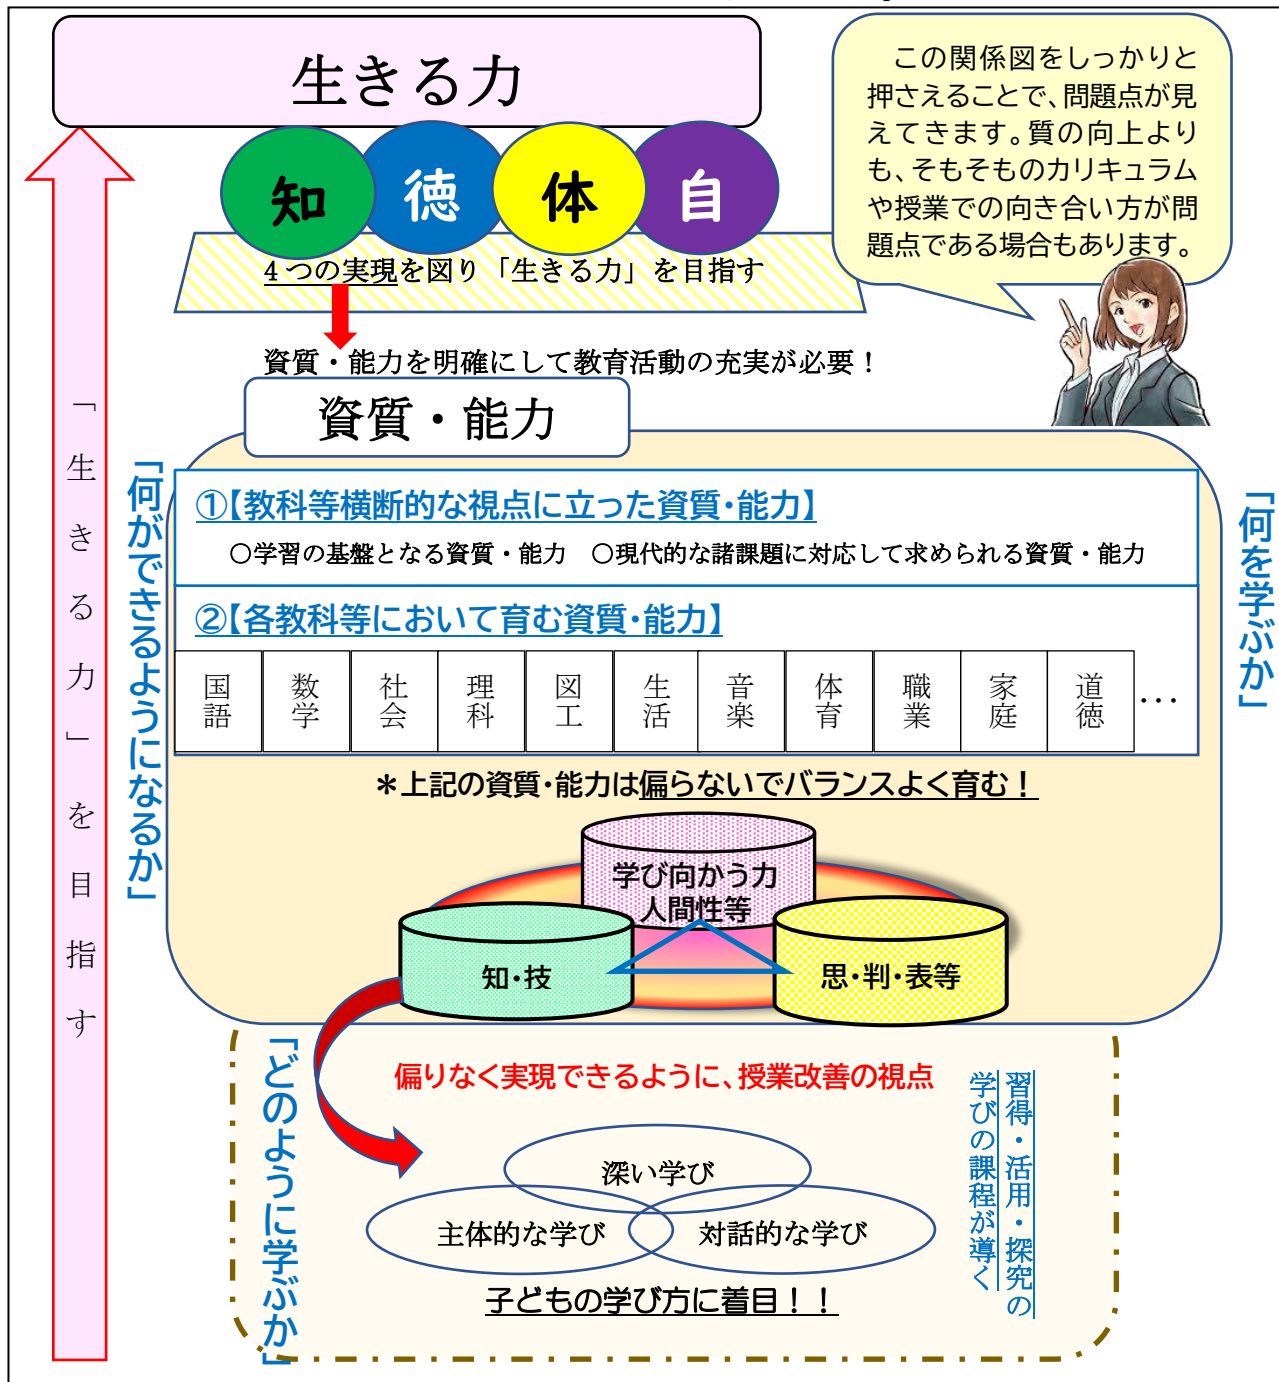 生きる力
知
徳
体
自
4つの実現を図り「生きる力」を目指す
この関係図をしっかりと
押さえることで、問題点が見
えてきます。質の向上より
も、そもそものカリキュラム
や授業での向き合い方が問
題点である場合もあります。
資質・能力を明確にして教育活動の充実が必要！
資質・能力
「生きる力」を目指す
「何ができるようになるか」
「何を学ぶか」
①【教科等横断的な視点に立った資質・能力】
○学習の基盤となる資質・能力　○現代的な諸課題に対応して求められる資質・能力
②【各教科等において育む資質・能力】
国語
数学
社会
理科
図工
生活
音楽
体育
職業
家庭
道徳
…
＊上記の資質・能力は偏らないでバランスよく育む！
学び向かう力
人間性等
知・技
思・判・表等
「どのように学ぶか」
偏りなく実現できるように、授業改善の視点
習得・活用・探究の
学びの課程が導く
深い学び
主体的な学び
対話的な学び
子どもの学び方に着目！！